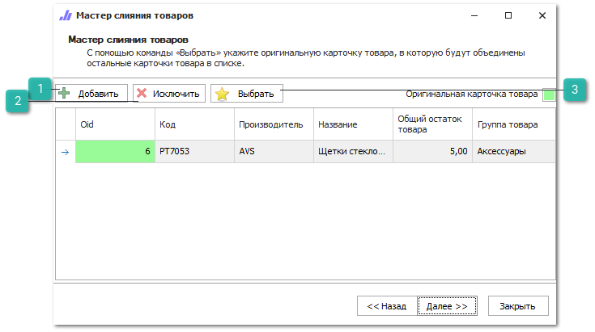 Мастер слияния товаров
Мастер слияния товаров
С помощью команды «Выбрать» укажите оригинальную карточку товара, в которую будут объединены
остальные карточки товара в списке.
1
2
3
Добавить Исключить Выбрать Оригинальная карточка товара
Oid Код Производитель Название Общий остаток товара Группа товара
6 PT7053 AVS Щетки стекло... 5,00 Аксессуары
<< Назад Далее >> Закрыть